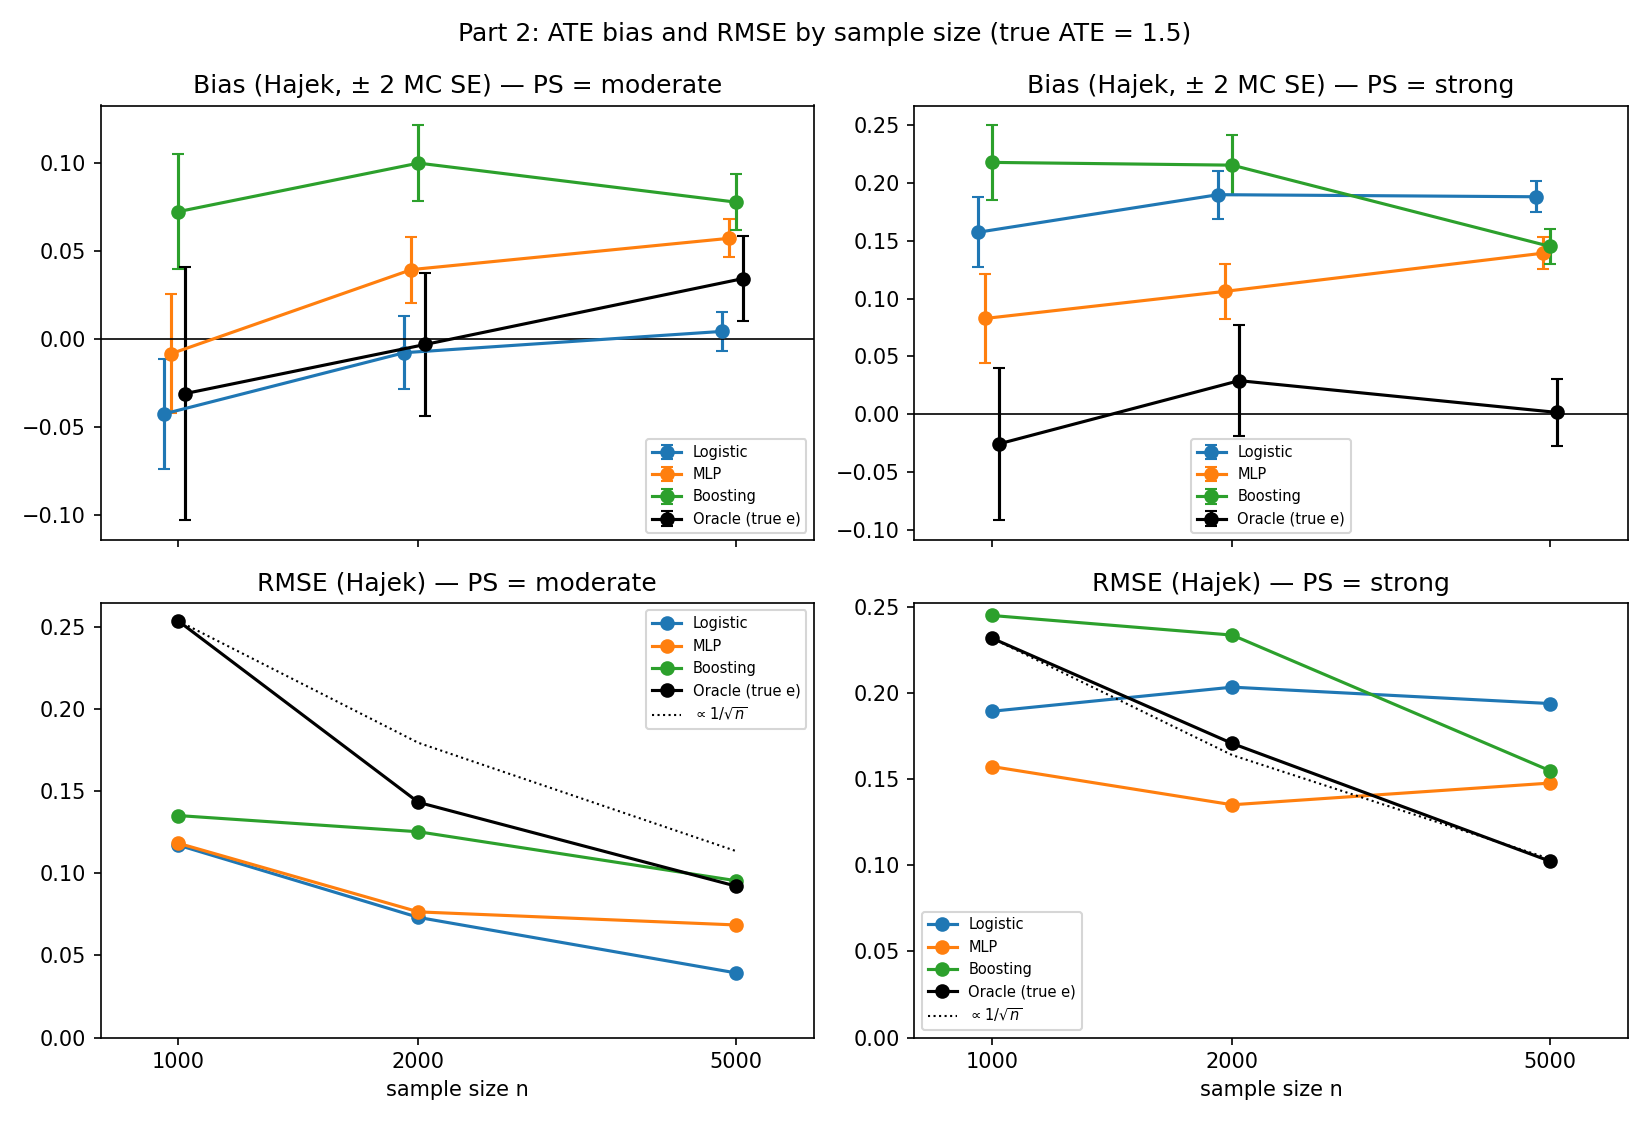 Part 2: ATE bias and RMSE by sample size (true ATE = 1.5)
Bias (Hajek, ± 2 MC SE) — PS = moderate
0.10
0.05
0.00
−0.05
−0.10
Logistic
MLP
Boosting
Oracle (true e)
Bias (Hajek, ± 2 MC SE) — PS = strong
0.25
0.20
0.15
0.10
0.05
0.00
−0.05
−0.10
Logistic
MLP
Boosting
Oracle (true e)
RMSE (Hajek) — PS = moderate
0.25
0.20
0.15
0.10
0.05
0.00
Logistic
MLP
Boosting
Oracle (true e)
∝ 1/√n
1000 2000 5000
sample size n
RMSE (Hajek) — PS = strong
0.25
0.20
0.15
0.10
0.05
0.00
Logistic
MLP
Boosting
Oracle (true e)
∝ 1/√n
1000 2000 5000
sample size n